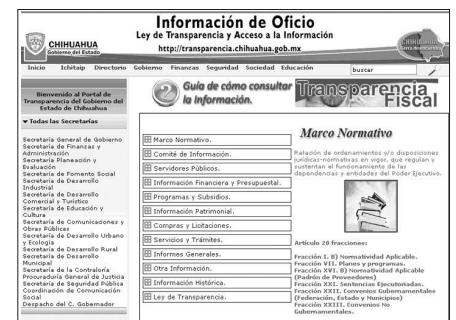 Información de Oficio
Ley de Transparencia y Acceso a la Información
http://transparencia.chihuahua.gob.mx
CHIHUAHUA
Gobierno del Estado
CHIHUAHUA
Inicio Ichitaip Directorio Gobierno Finanzas Seguridad Sociedad Educación
buscar
Bienvenido al Portal de
Transparencia del Gobierno del
Estado de Chihuahua
Todas las Secretarías
Secretaría General de Gobierno
Secretaría de Finanzas y
Administración
Secretaría Planeación y
Evaluación
Secretaría de Fomento Social
Secretaría de Desarrollo
Industrial
Secretaría de Desarrollo
Comercial y Turístico
Secretaría de Educación y
Cultura
Secretaría de Comunicaciones y
Obras Públicas
Secretaría de Desarrollo Urbano
y Ecología
Secretaría de Desarrollo Rural
Secretaría de Desarrollo
Municipal
Secretaría de la Contraloría
Procuraduría General de Justicia
Secretaría de Seguridad Pública
Coordinación de Comunicación
Social
Despacho del C. Gobernador
Guía de cómo consultar
la Información.
Transparencia
Fiscal
Marco Normativo.
Comité de Información.
Servidores Públicos.
Información Financiera y Presupuestal.
Programas y Subsidios.
Información Patrimonial.
Compras y Licitaciones.
Servicios y Trámites.
Informes Generales.
Otra Información.
Información Histórica.
Ley de Transparencia.
Marco Normativo
Relación de ordenamientos y/o disposiciones
jurídicas-normativas en vigor, que regulan y
sustentan el funcionamiento de las
dependencias y entidades del Poder Ejecutivo.
Artículo 20 fracciones:
Fracción I. B) Normatividad Aplicable.
Fracción VII. Planes y programas.
Fracción XVI. B) Normatividad Aplicable
(Padrón de Proveedores)
Fracción XXI. Sentencias Ejecutoriadas.
Fracción XXII. Convenios Gubernamentales
(Federación, Estado y Municipios)
Fracción XXIII. Convenios No
Gubernamentales.